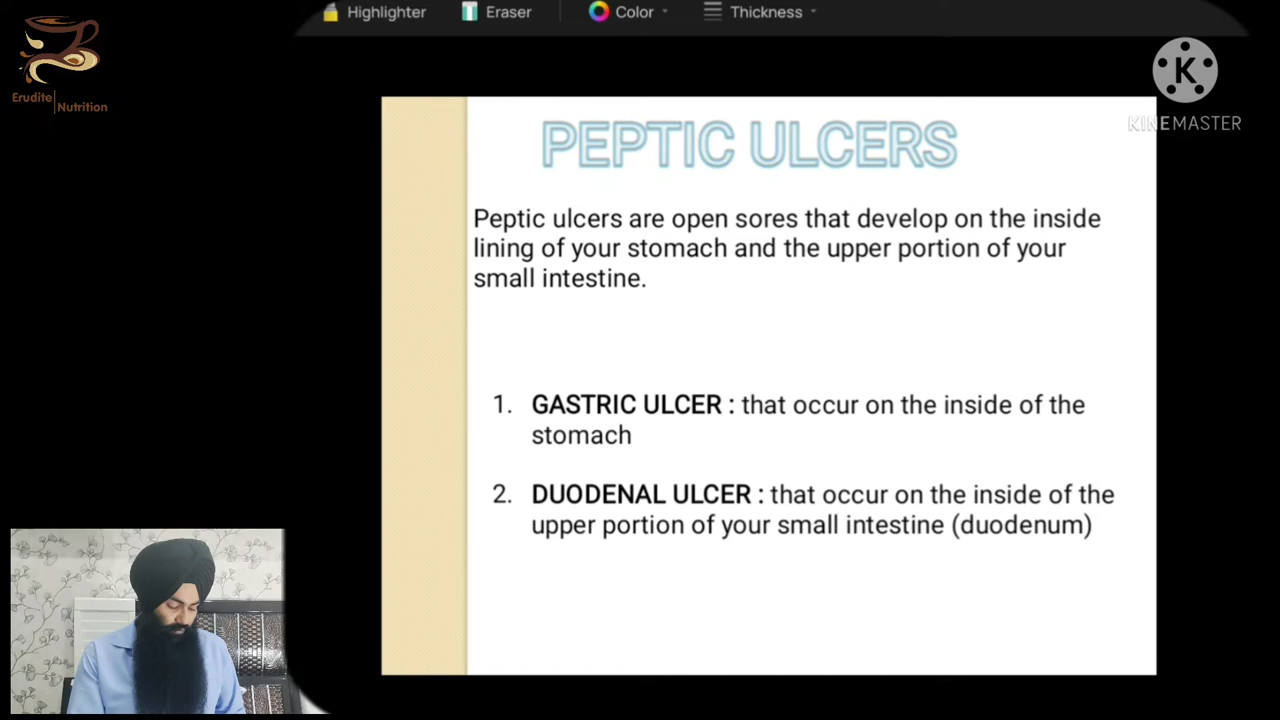 Highlighter Eraser Color Thickness
Erudite Nutrition
K
KINEMASTER
PEPTIC ULCERS
Peptic ulcers are open sores that develop on the inside
lining of your stomach and the upper portion of your
small intestine.
1. GASTRIC ULCER : that occur on the inside of the
stomach
2. DUODENAL ULCER : that occur on the inside of the
upper portion of your small intestine (duodenum)